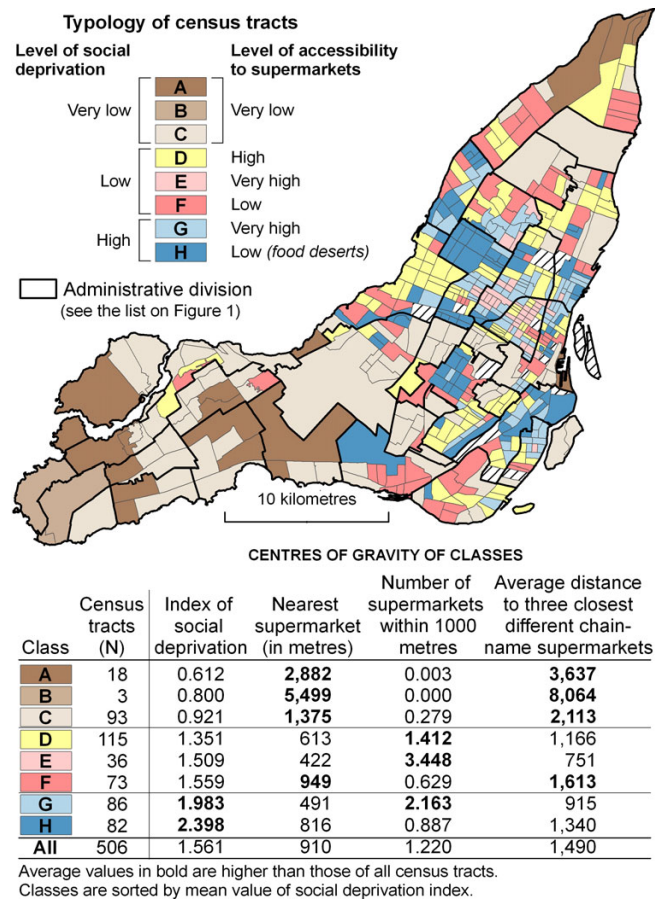 Typology of census tracts
Level of social deprivation
Level of accessibility to supermarkets
Very low
A
B
C
Very low
Low
D
High
E
Very high
F
Low
High
G
Very high
H
Low (food deserts)
Administrative division
(see the list on Figure 1)
10 kilometres
CENTRES OF GRAVITY OF CLASSES
Class
Census tracts (N)
Index of social deprivation
Nearest supermarket (in metres)
Number of supermarkets within 1000 metres
Average distance to three closest different chain-name supermarkets
A 18 0.612 2,882 0.003 3,637
B 3 0.800 5,499 0.000 8,064
C 93 0.921 1,375 0.279 2,113
D 115 1.351 613 1.412 1,166
E 36 1.509 422 3.448 751
F 73 1.559 949 0.629 1,613
G 86 1.983 491 2.163 915
H 82 2.398 816 0.887 1,340
All 506 1.561 910 1.220 1,490
Average values in bold are higher than those of all census tracts.
Classes are sorted by mean value of social deprivation index.